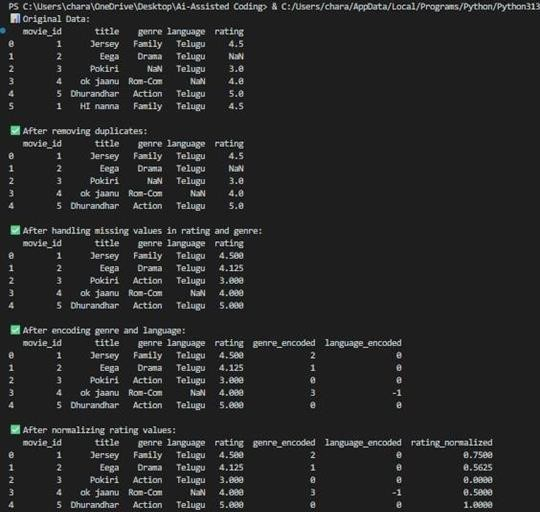 PS C:\Users\chara\OneDrive\Desktop\Ai-Assisted Coding> & C:/Users/chara/AppData/Local/Programs/Python/Python313
📊 Original Data:
movie_id title genre language rating
0 1 Jersey Family Telugu 4.5
1 2 Eega Drama Telugu NaN
2 3 Pokiri NaN Telugu 3.0
3 4 ok jaanu Rom-Com NaN 4.0
4 5 Dhurandhar Action Telugu 5.0
5 1 HI nanna Family Telugu 4.5
✅ After removing duplicates:
movie_id title genre language rating
0 1 Jersey Family Telugu 4.5
1 2 Eega Drama Telugu NaN
2 3 Pokiri NaN Telugu 3.0
3 4 ok jaanu Rom-Com NaN 4.0
4 5 Dhurandhar Action Telugu 5.0
✅ After handling missing values in rating and genre:
movie_id title genre language rating
0 1 Jersey Family Telugu 4.500
1 2 Eega Drama Telugu 4.125
2 3 Pokiri Action Telugu 3.000
3 4 ok jaanu Rom-Com NaN 4.000
4 5 Dhurandhar Action Telugu 5.000
✅ After encoding genre and language:
movie_id title genre language rating genre_encoded language_encoded
0 1 Jersey Family Telugu 4.500 2 0
1 2 Eega Drama Telugu 4.125 1 0
2 3 Pokiri Action Telugu 3.000 0 0
3 4 ok jaanu Rom-Com NaN 4.000 3 -1
4 5 Dhurandhar Action Telugu 5.000 0 0
✅ After normalizing rating values:
movie_id title genre language rating genre_encoded language_encoded rating_normalized
0 1 Jersey Family Telugu 4.500 2 0 0.7500
1 2 Eega Drama Telugu 4.125 1 0 0.5625
2 3 Pokiri Action Telugu 3.000 0 0 0.0000
3 4 ok jaanu Rom-Com NaN 4.000 3 -1 0.5000
4 5 Dhurandhar Action Telugu 5.000 0 0 1.0000